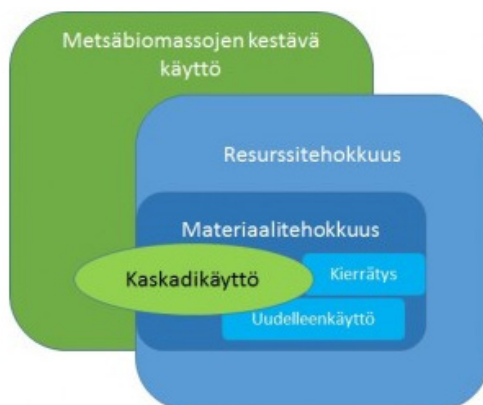 Metsäbiomassojen kestävä
käyttö
Resurssitehokkuus
Materiaalitehokkuus
Kaskadikäyttö
Kierrätys
Uudelleenkäyttö